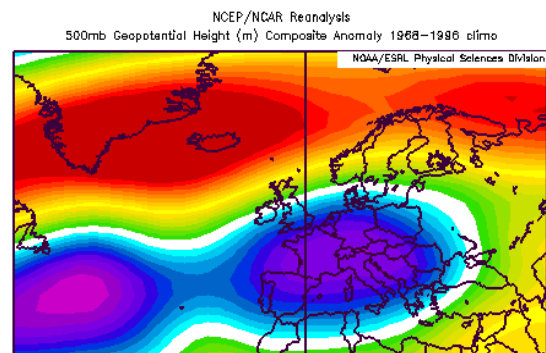 NCEP/NCAR Reanalysis
500mb Geopotential Height (m) Composite Anomaly 1968-1996 climo
NOAA/ESRL Physical Sciences Division